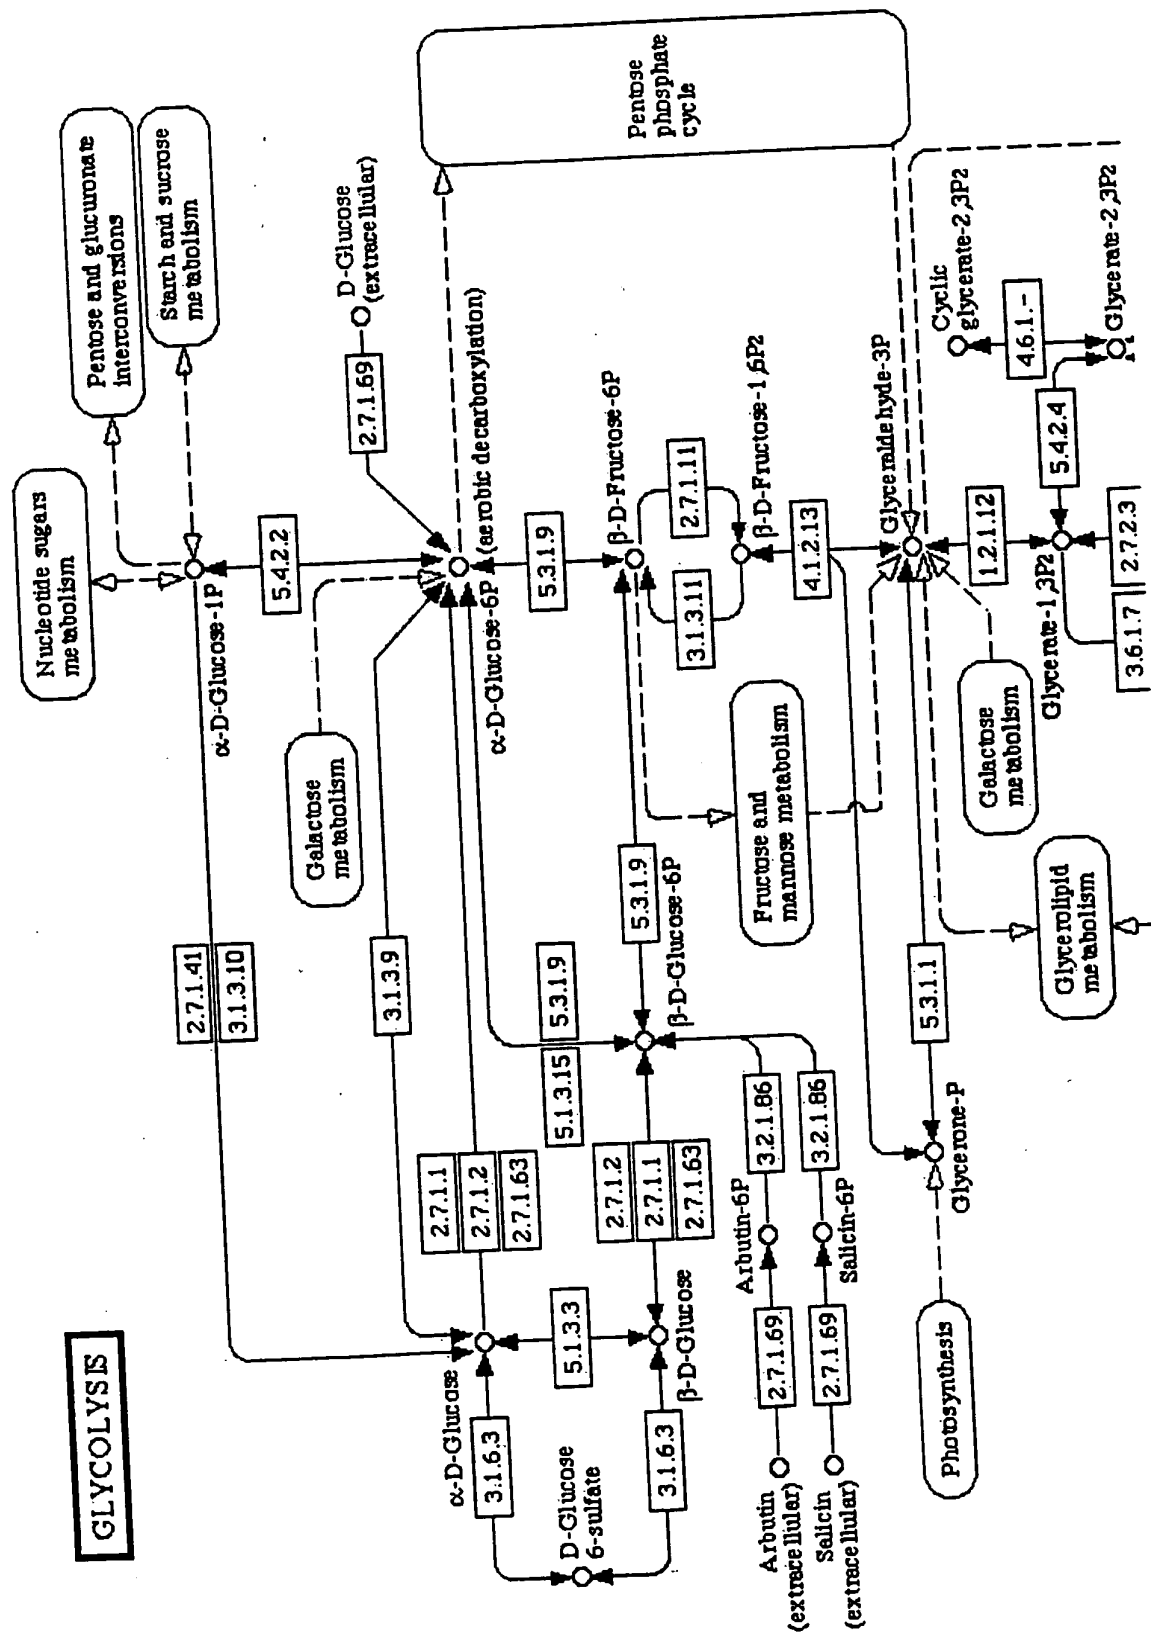 GLYCOLYSIS
Nucleotide sugars
metabolism
Pentose and glucuronate
interconversions
Starch and sucrose
metabolism
α-D-Glucose-1P
2.7.1.41
3.1.3.10
5.4.2.2
D-Glucose
(extracellular)
2.7.1.69
Galactose
metabolism
3.1.3.9
Pentose
phosphate
cycle
(aerobic decarboxylation)
α-D-Glucose-6P
α-D-Glucose
2.7.1.1
2.7.1.2
2.7.1.63
3.1.6.3
5.1.3.3
5.1.3.15
5.3.1.9
5.3.1.9
D-Glucose
6-sulfate
3.1.6.3
β-D-Glucose
2.7.1.2
2.7.1.1
2.7.1.63
β-D-Glucose-6P
5.3.1.9
β-D-Fructose-6P
3.1.3.11
2.7.1.11
β-D-Fructose-1,6P2
Arbutin
(extracellular)
2.7.1.69
Arbutin-6P
3.2.1.86
Salicin
(extracellular)
2.7.1.69
Salicin-6P
3.2.1.86
Fructose and
mannose metabolism
4.1.2.13
Glyceraldehyde-3P
Photosynthesis
Glycerone-P
5.3.1.1
Galactose
metabolism
Glycerolipid
metabolism
1.2.1.12
Cyclic
glycerate-2,3P2
4.6.1.-
Glycerate-1,3P2
5.4.2.4
Glycerate-2,3P2
3.6.1.7
2.7.2.3